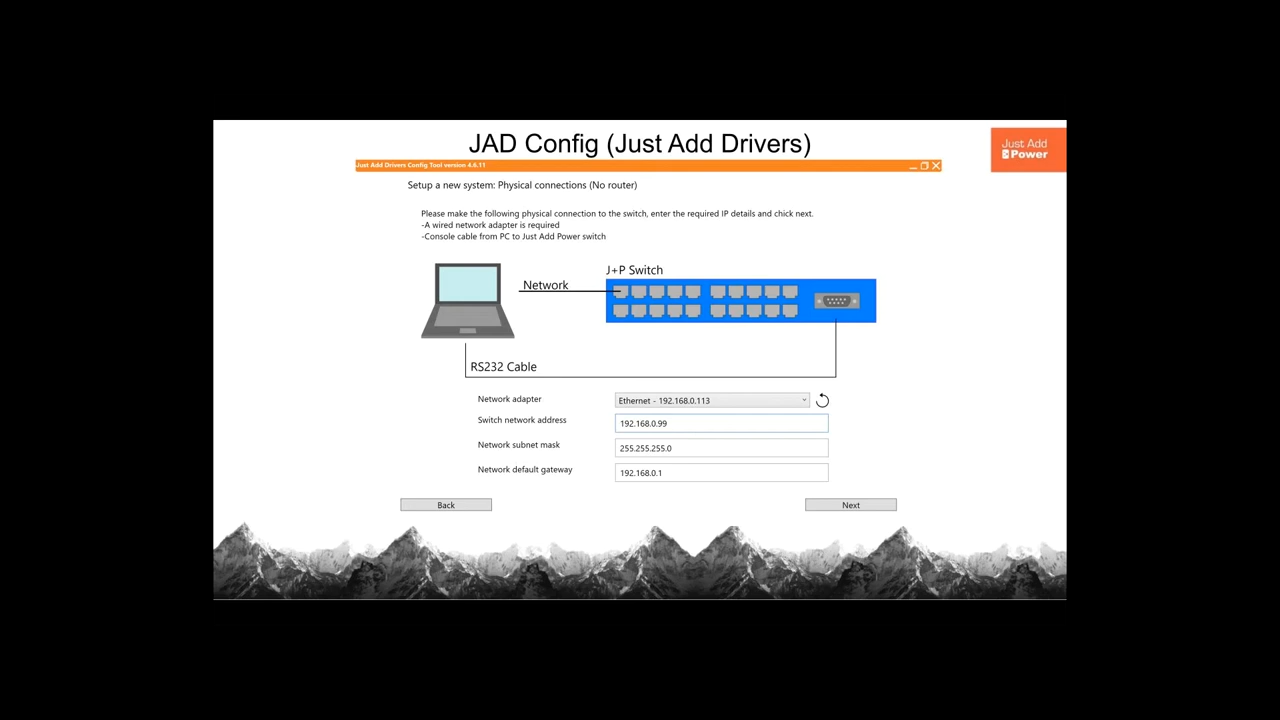 JAD Config (Just Add Drivers)
Just Add
Power
Just Add Drivers Config Tool version 4.6.11
Setup a new system: Physical connections (No router)
Please make the following physical connection to the switch, enter the required IP details and chick next.
-A wired network adapter is required
-Console cable from PC to Just Add Power switch
J+P Switch
Network
RS232 Cable
Network adapter
Ethernet - 192.168.0.113
Switch network address
192.168.0.99
Network subnet mask
255.255.255.0
Network default gateway
192.168.0.1
Back
Next